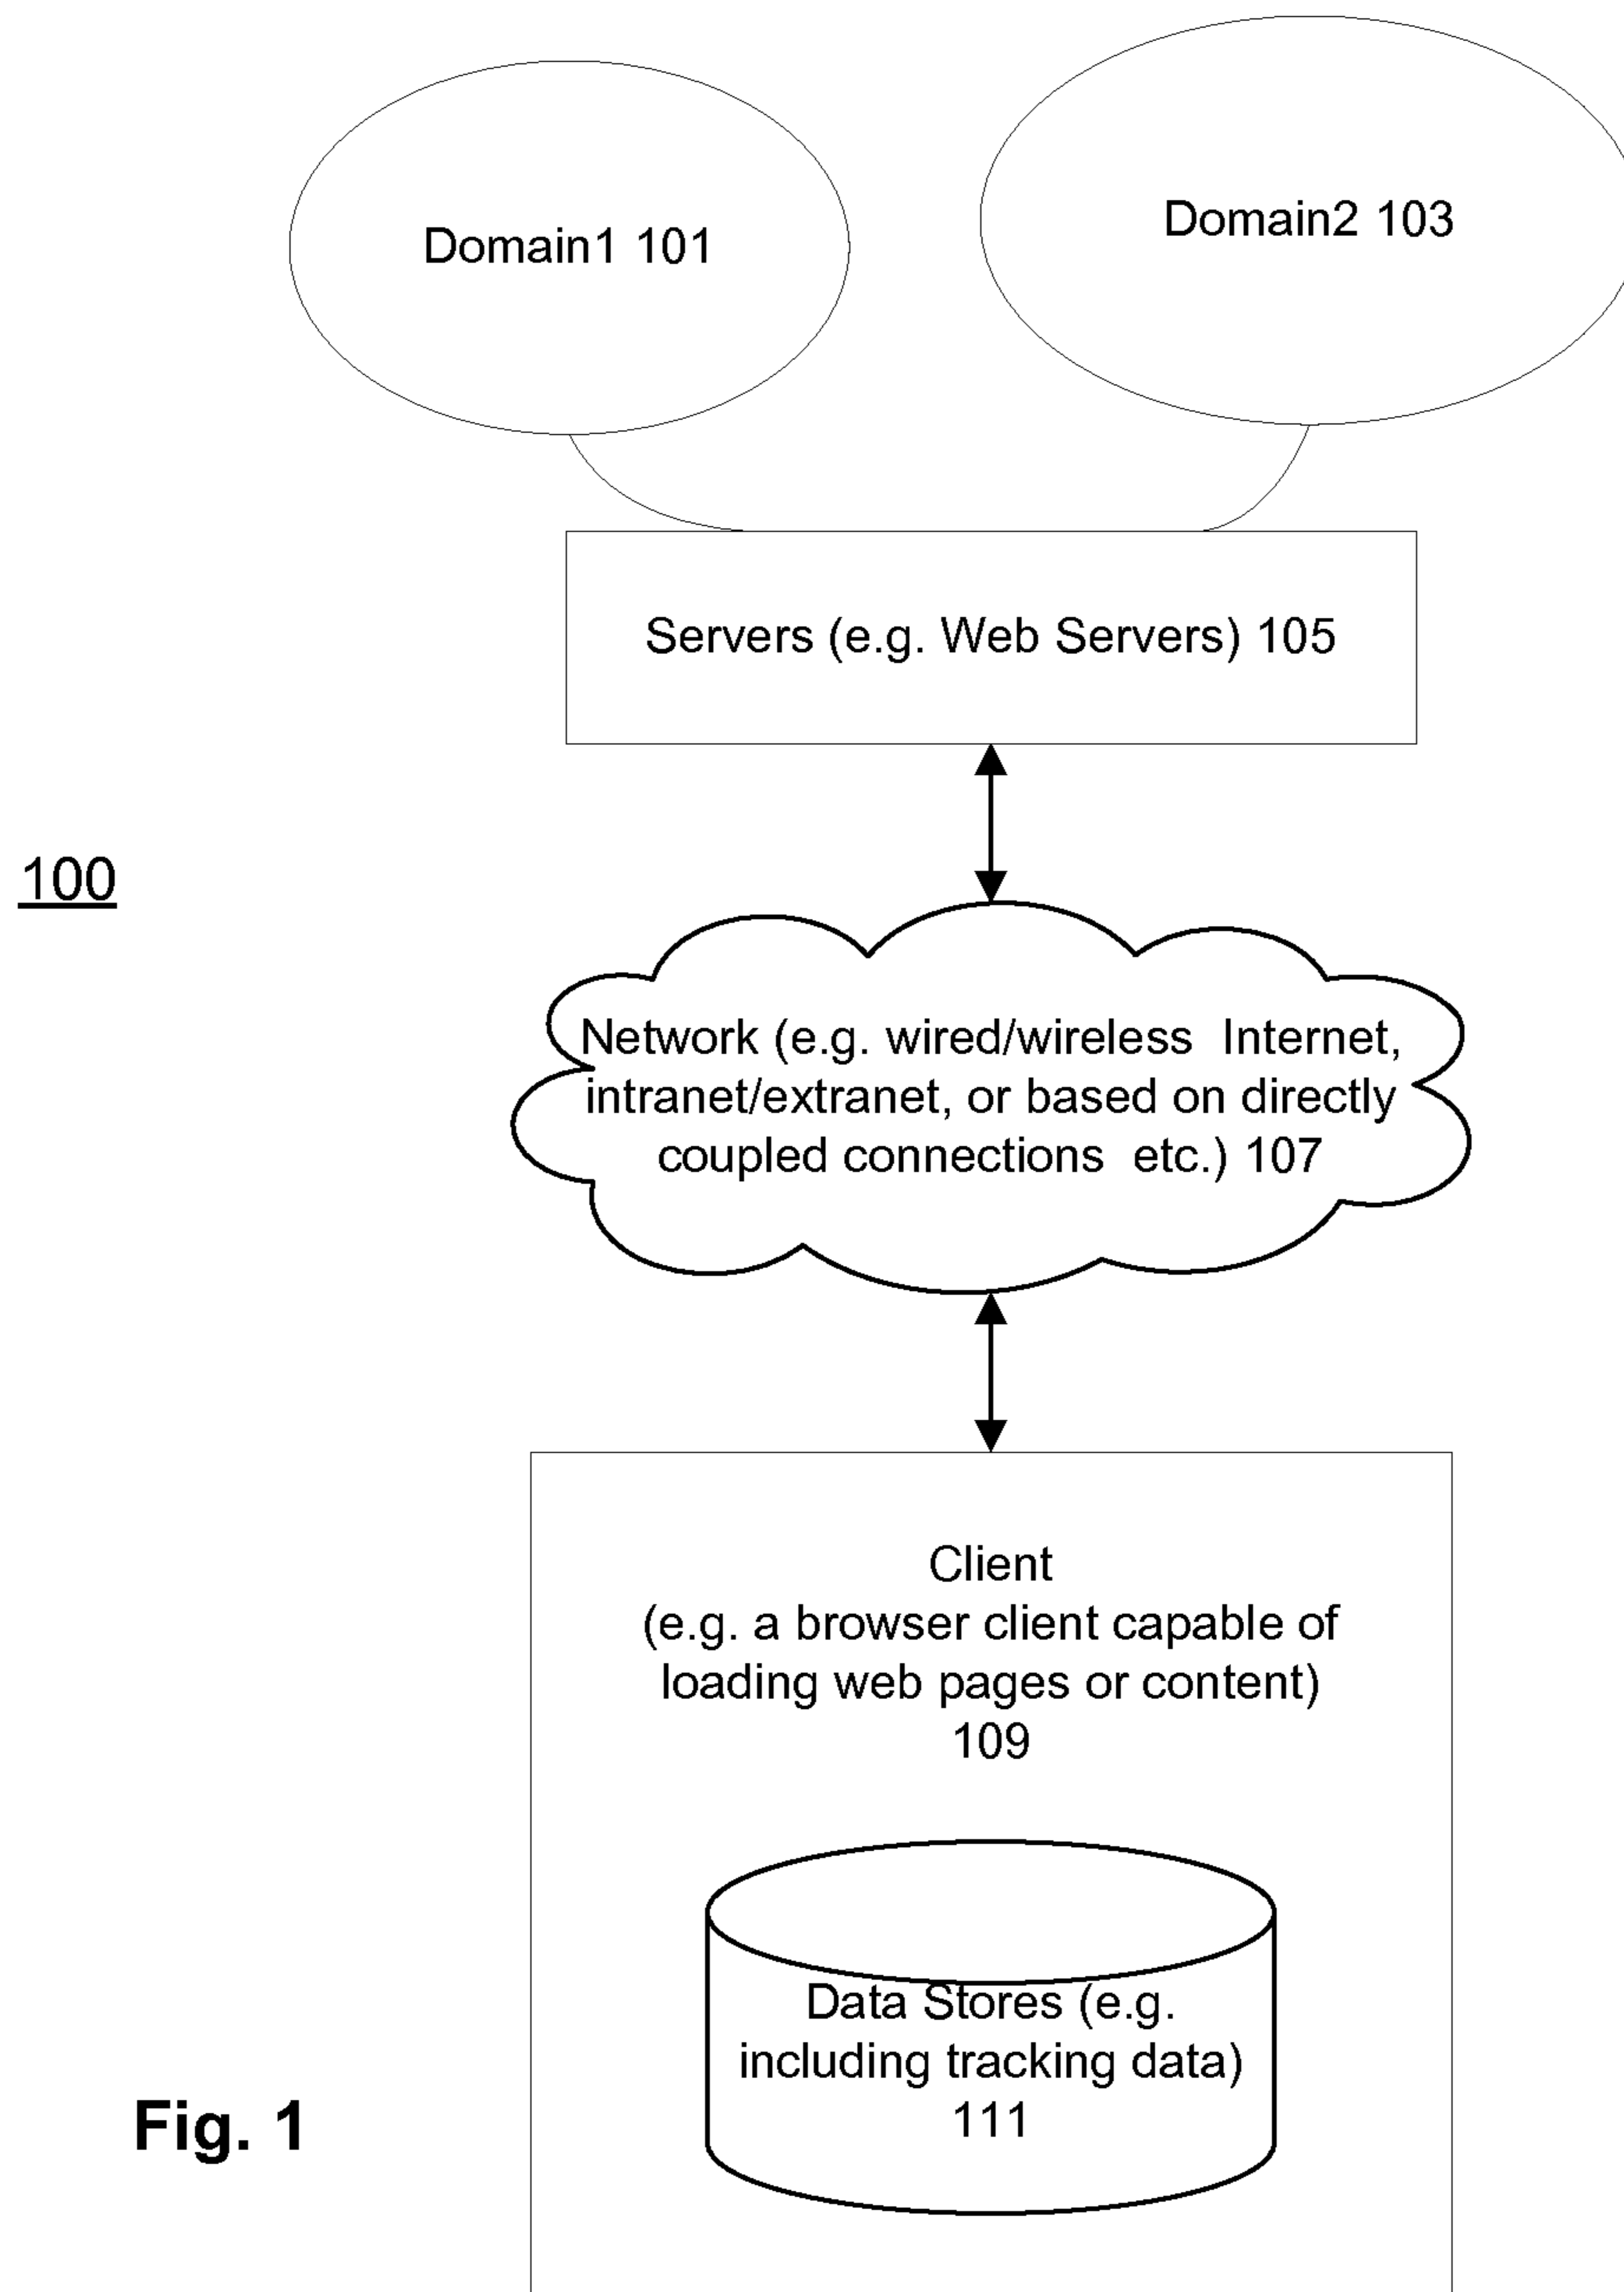 Domain1 101
Domain2 103
Servers (e.g. Web Servers) 105
100
Network (e.g. wired/wireless  Internet,
intranet/extranet, or based on directly
coupled connections  etc.) 107
Client
(e.g. a browser client capable of
loading web pages or content)
109
Data Stores (e.g.
including tracking data)
111
Fig. 1